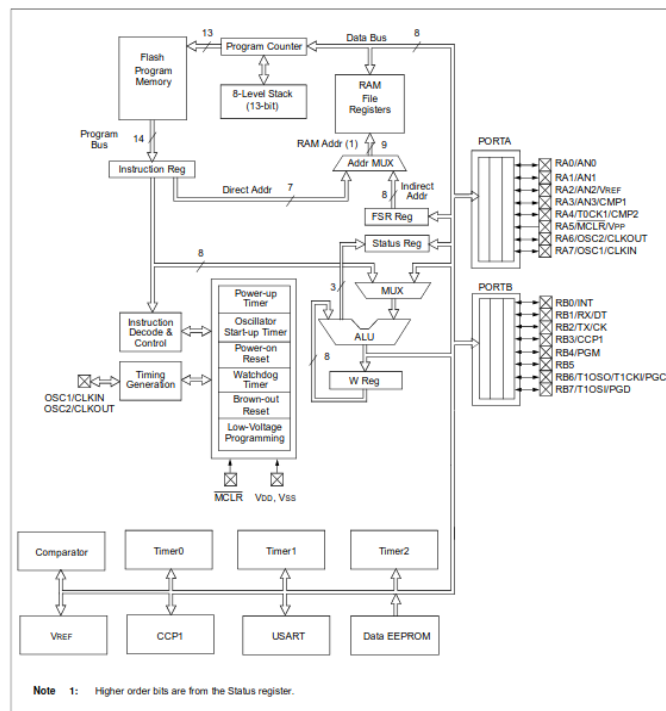 13
Data Bus
8
Flash
Program
Memory
Program Counter
8-Level Stack
(13-bit)
RAM
File
Registers
Program
Bus
14
RAM Addr (1)
9
PORTA
Instruction Reg
Addr MUX
Direct Addr
7
8
Indirect
Addr
FSR Reg
Status Reg
RA0/AN0
RA1/AN1
RA2/AN2/VREF
RA3/AN3/CMP1
RA4/T0CK1/CMP2
RA5/MCLR/VPP
RA6/OSC2/CLKOUT
RA7/OSC1/CLKIN
8
3
MUX
PORTB
Power-up
Timer
Oscillator
Start-up Timer
Power-on
Reset
Watchdog
Timer
Brown-out
Reset
Low-Voltage
Programming
Instruction
Decode &
Control
ALU
8
W Reg
RB0/INT
RB1/RX/DT
RB2/TX/CK
RB3/CCP1
RB4/PGM
RB5
RB6/T1OSO/T1CKI/PGC
RB7/T1OSI/PGD
Timing
Generation
OSC1/CLKIN
OSC2/CLKOUT
MCLR
VDD, VSS
Comparator
Timer0
Timer1
Timer2
VREF
CCP1
USART
Data EEPROM
Note 1: Higher order bits are from the Status register.